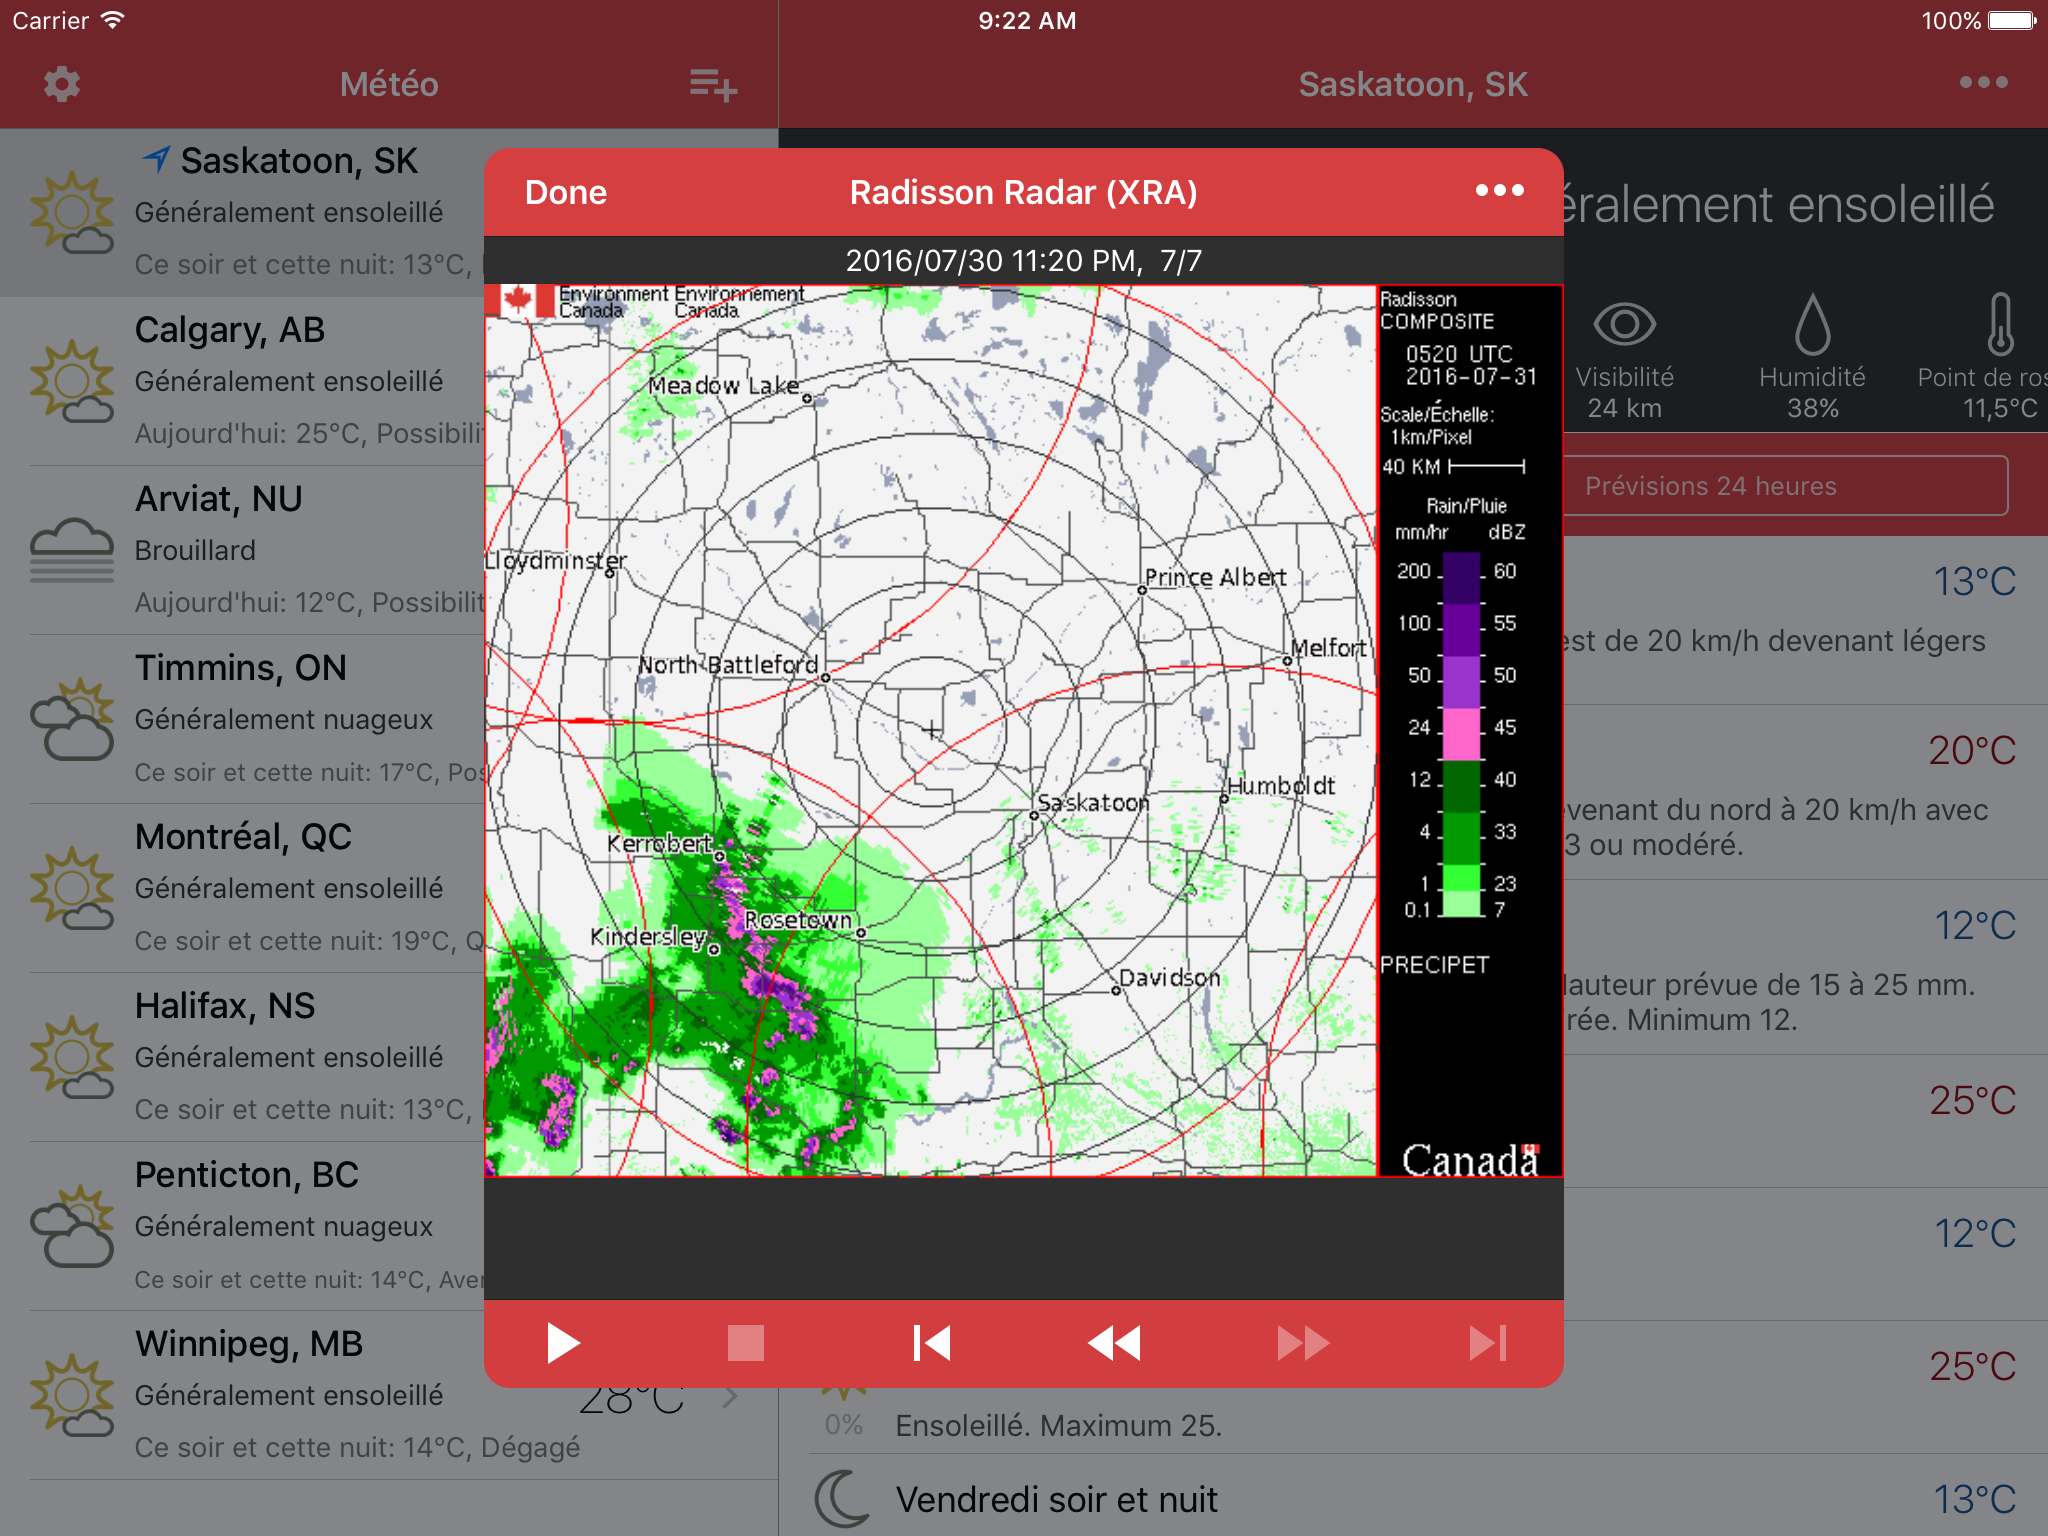 Carrier
9:22 AM
100%
Météo
Saskatoon, SK
Saskatoon, SK
Généralement ensoleillé
Ce soir et cette nuit: 13°C,
Calgary, AB
Généralement ensoleillé
Aujourd'hui: 25°C, Possibili
Arviat, NU
Brouillard
Aujourd'hui: 12°C, Possibilit
Timmins, ON
Généralement nuageux
Ce soir et cette nuit: 17°C, Pos
Montréal, QC
Généralement ensoleillé
Ce soir et cette nuit: 19°C, Q
Halifax, NS
Généralement ensoleillé
Ce soir et cette nuit: 13°C,
Penticton, BC
Généralement nuageux
Ce soir et cette nuit: 14°C, Aver
Winnipeg, MB
Généralement ensoleillé
28°C
Ce soir et cette nuit: 14°C, Dégagé
Done
Radisson Radar (XRA)
2016/07/30 11:20 PM, 7/7
Environment Environnement
Canada Canada
Meadow Lake
Lloydminster
Prince Albert
Melfort
North Battleford
Humboldt
Saskatoon
Kerrobert
Rosetown
Kindersley
Davidson
Radisson
COMPOSITE
0520 UTC
2016-07-31
Scale/Échelle:
1km/Pixel
40 KM
Rain/Pluie
mm/hr dBZ
200 60
100 55
50 50
24 45
12 40
4 33
1 23
0.1 7
PRECIPET
Canada
éralement ensoleillé
Visibilité
24 km
Humidité
38%
Point de ros
11,5°C
Prévisions 24 heures
13°C
est de 20 km/h devenant légers
20°C
evenant du nord à 20 km/h avec
3 ou modéré.
12°C
Hauteur prévue de 15 à 25 mm.
rée. Minimum 12.
25°C
12°C
25°C
0%
Ensoleillé. Maximum 25.
Vendredi soir et nuit
13°C